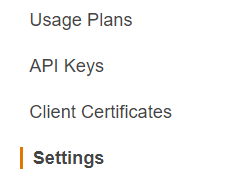 Usage Plans
API Keys
Client Certificates
Settings